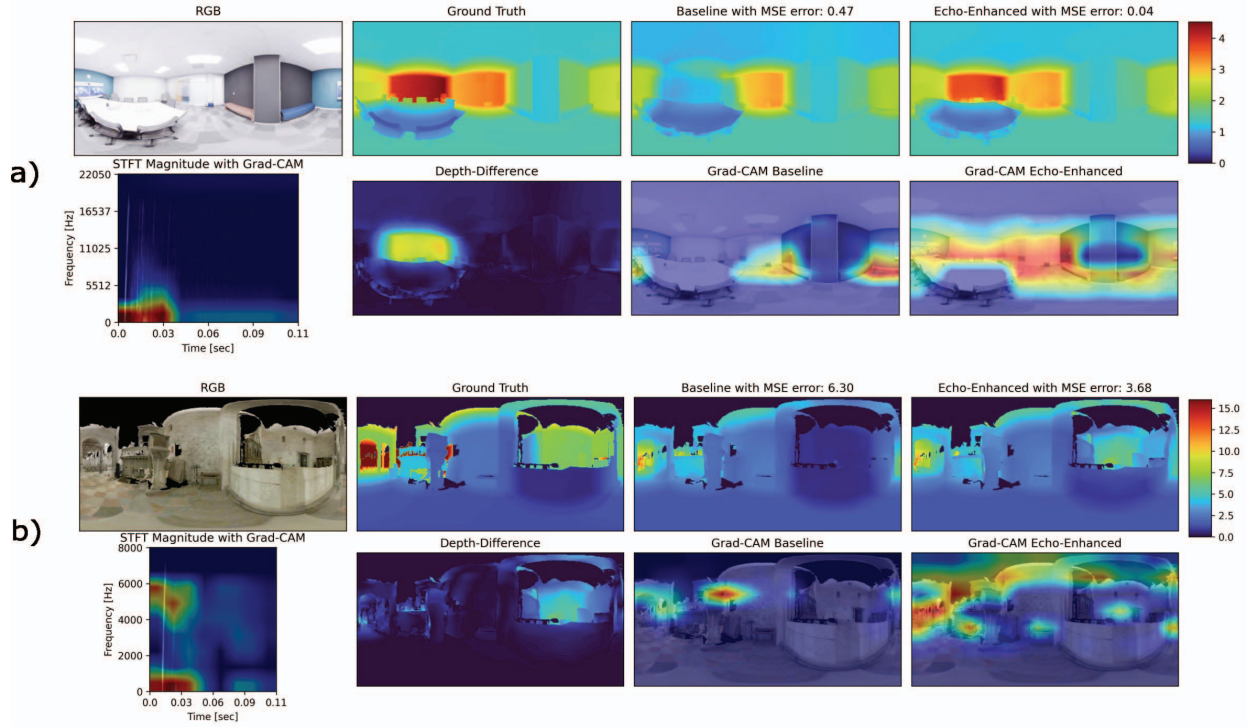 RGB
Ground Truth
Baseline with MSE error: 0.47
Echo-Enhanced with MSE error: 0.04
4
3
2
1
0
a)
STFT Magnitude with Grad-CAM
Depth-Difference
Grad-CAM Baseline
Grad-CAM Echo-Enhanced
Frequency [Hz]
22050
16537
11025
5512
0
0.0 0.03 0.06 0.09 0.11
Time [sec]
RGB
Ground Truth
Baseline with MSE error: 6.30
Echo-Enhanced with MSE error: 3.68
15.0
12.5
10.0
7.5
5.0
2.5
0.0
b)
STFT Magnitude with Grad-CAM
Depth-Difference
Grad-CAM Baseline
Grad-CAM Echo-Enhanced
Frequency [Hz]
8000
6000
4000
2000
0
0.0 0.03 0.06 0.09 0.11
Time [sec]